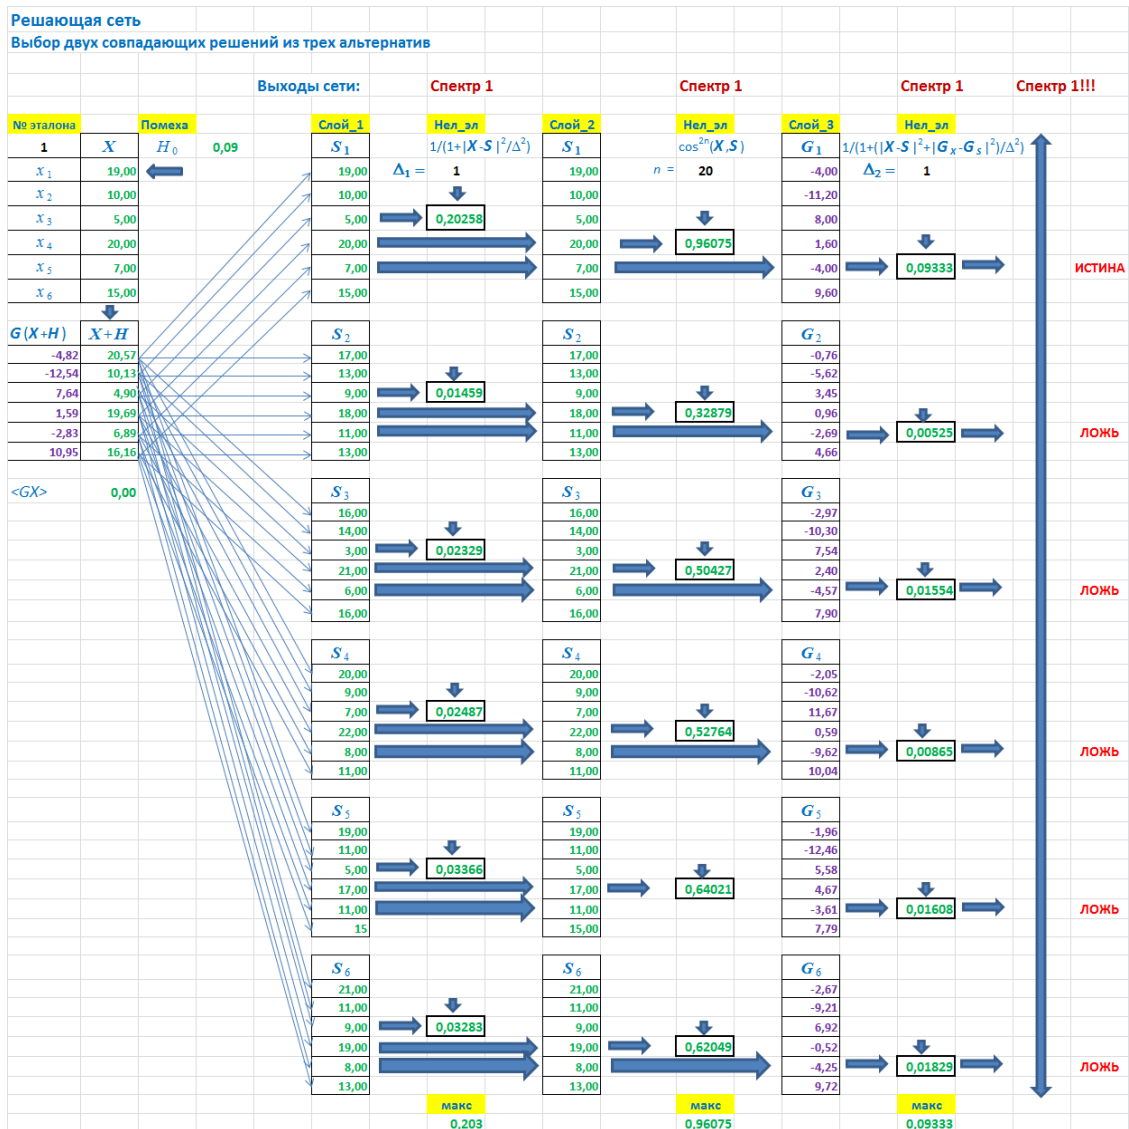 Решающая сеть
Выбор двух совпадающих решений из трех альтернатив
Выходы сети: Спектр 1 Спектр 1 Спектр 1 Спектр 1!!!
№ эталона Помеха Слой_1 Нел_эл Слой_2 Нел_эл Слой_3 Нел_эл
1 X H₀ 0,09 S₁ 1/(1+|X-S|²/Δ²) S₁ cos²ⁿ(X,S) G₁ 1/(1+(|X-S|²+|G_X-G_S|²)/Δ²)
x₁ 19,00 19,00 Δ₁ = 1 19,00 n = 20 -4,00 Δ₂ = 1
x₂ 10,00 10,00 10,00 -11,20
x₃ 5,00 5,00 0,20258 5,00 8,00
x₄ 20,00 20,00 20,00 0,96075 1,60
x₅ 7,00 7,00 7,00 -4,00 0,09333 ИСТИНА
x₆ 15,00 15,00 15,00 9,60
G(X+H) X+H S₂ S₂ G₂
-4,82 20,57 17,00 17,00 -0,76
-12,54 10,13 13,00 13,00 -5,62
7,64 4,90 9,00 0,01459 9,00 3,45
1,59 19,69 18,00 18,00 0,32879 0,96
-2,83 6,89 11,00 11,00 -2,69 0,00525 ЛОЖЬ
10,95 16,16 13,00 13,00 4,66
<GX> 0,00 S₃ S₃ G₃
16,00 16,00 -2,97
14,00 14,00 -10,30
3,00 0,02329 3,00 7,54
21,00 21,00 0,50427 2,40
6,00 6,00 -4,57 0,01554 ЛОЖЬ
16,00 16,00 7,90
S₄ S₄ G₄
20,00 20,00 -2,05
9,00 9,00 -10,62
7,00 0,02487 7,00 11,67
22,00 22,00 0,52764 0,59
8,00 8,00 -9,62 0,00865 ЛОЖЬ
11,00 11,00 10,04
S₅ S₅ G₅
19,00 19,00 -1,96
11,00 11,00 -12,46
5,00 0,03366 5,00 5,58
17,00 17,00 0,64021 4,67
11,00 11,00 -3,61 0,01608 ЛОЖЬ
15 15,00 7,79
S₆ S₆ G₆
21,00 21,00 -2,67
11,00 11,00 -9,21
9,00 0,03283 9,00 6,92
19,00 19,00 0,62049 -0,52
8,00 8,00 -4,25 0,01829 ЛОЖЬ
13,00 13,00 9,72
макс макс макс
0,203 0,96075 0,09333